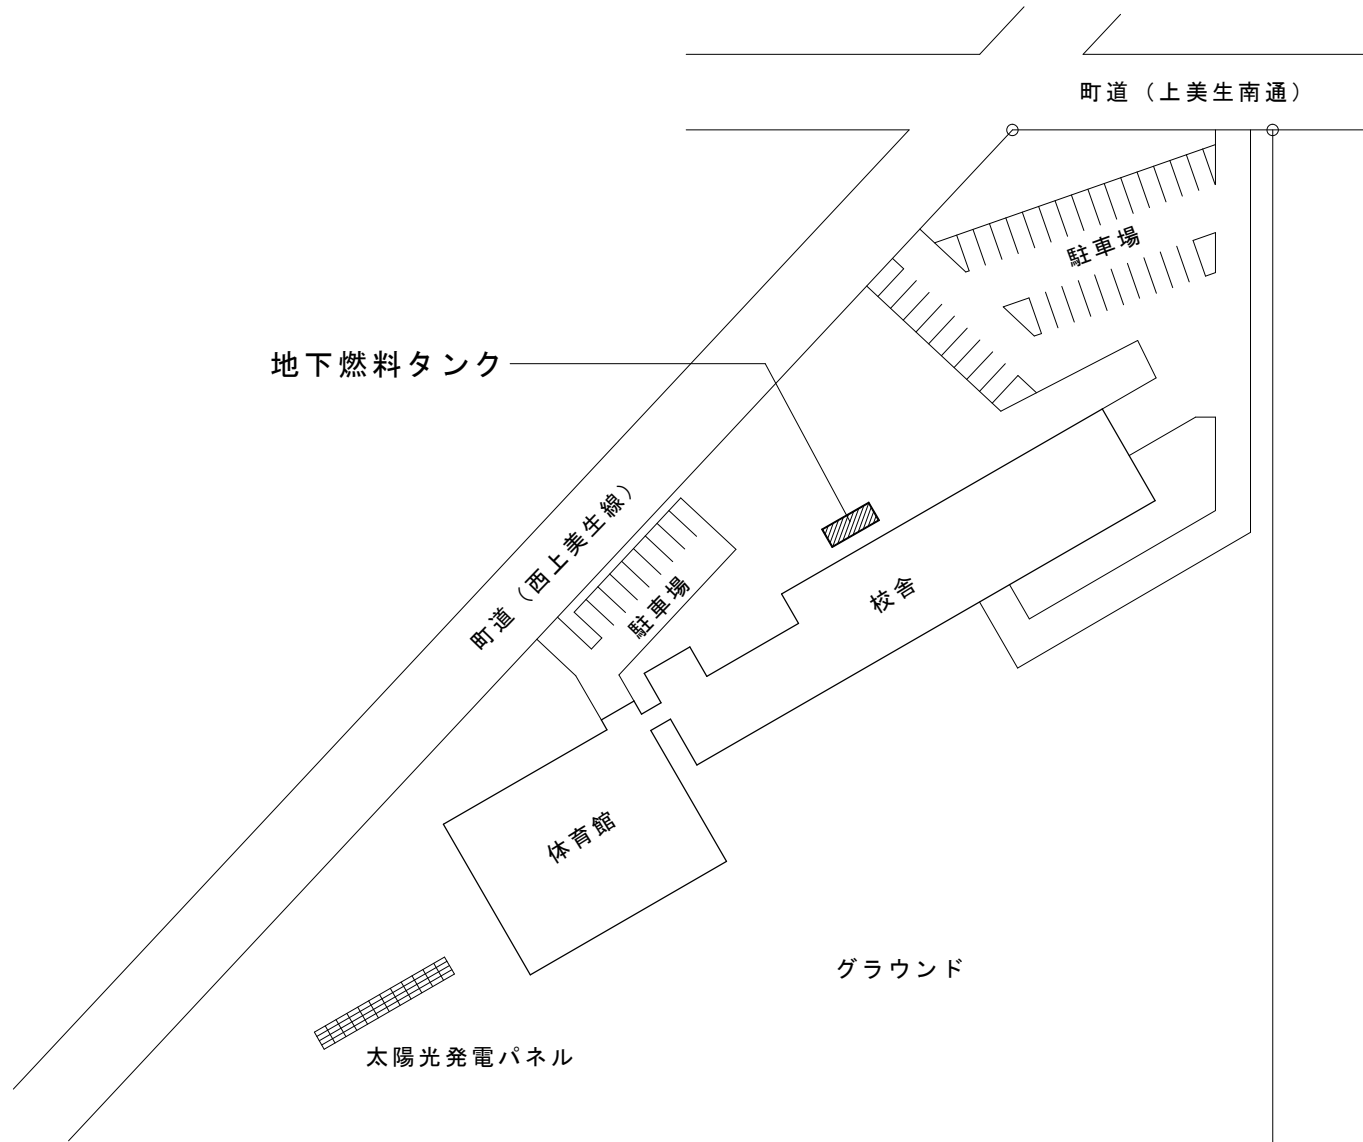 町道（上美生南通）
駐車場
地下燃料タンク
町道（西上美生線）
駐車場
校舎
体育館
グラウンド
太陽光発電パネル